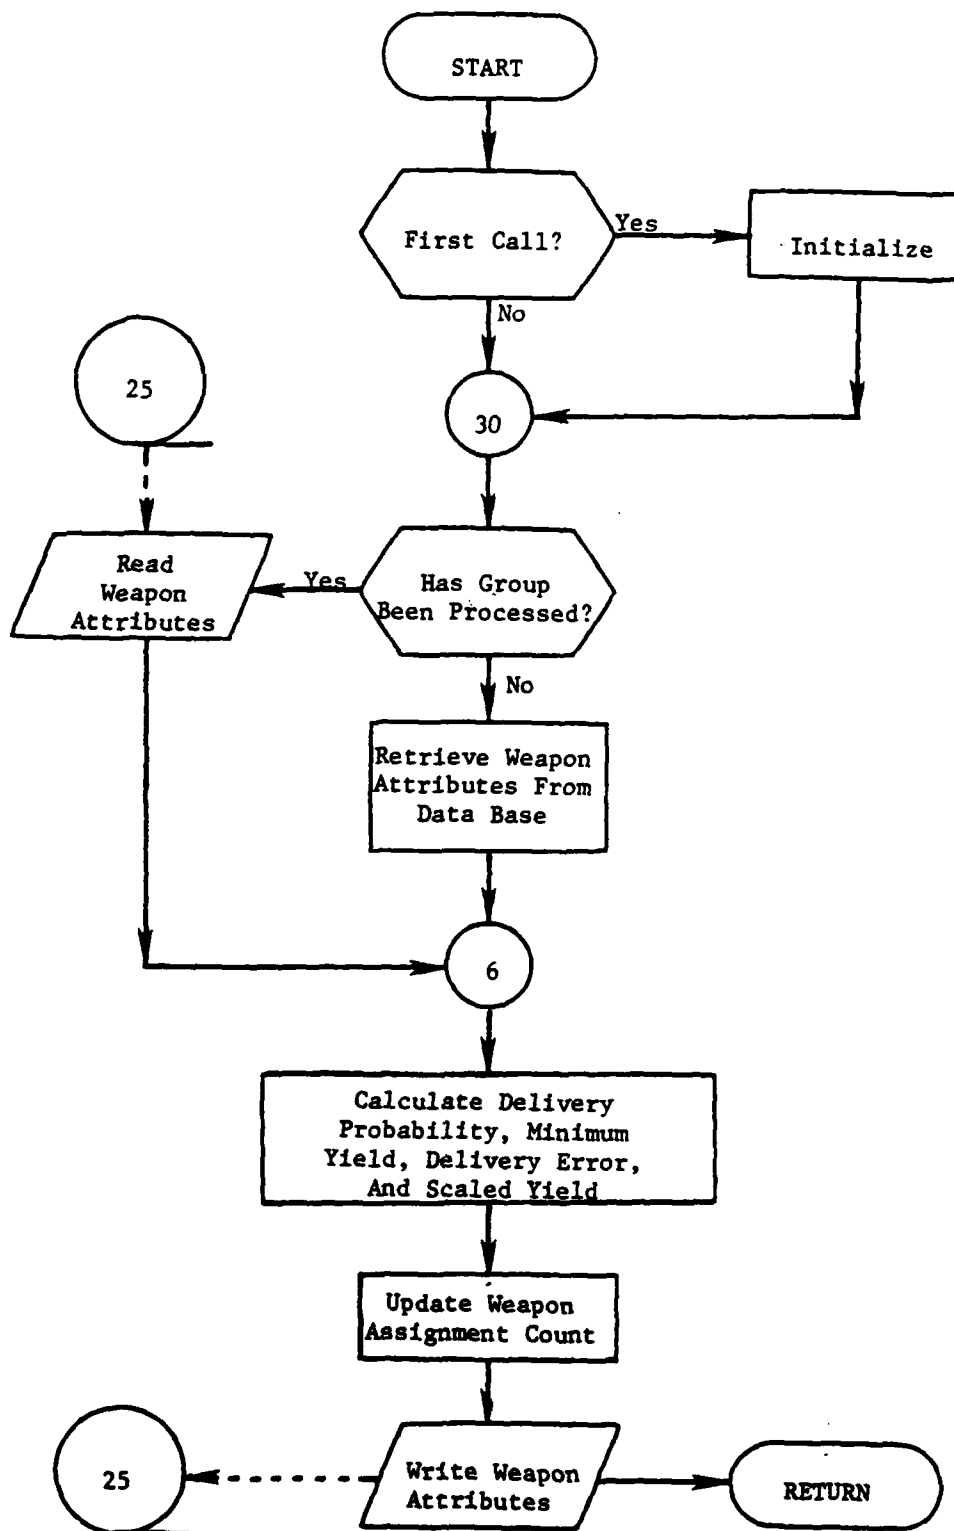 START
First Call?
Yes
Initialize
No
25
30
Read
Weapon
Attributes
Yes
Has Group
Been Processed?
No
Retrieve Weapon
Attributes From
Data Base
6
Calculate Delivery
Probability, Minimum
Yield, Delivery Error,
And Scaled Yield
Update Weapon
Assignment Count
25
Write Weapon
Attributes
RETURN